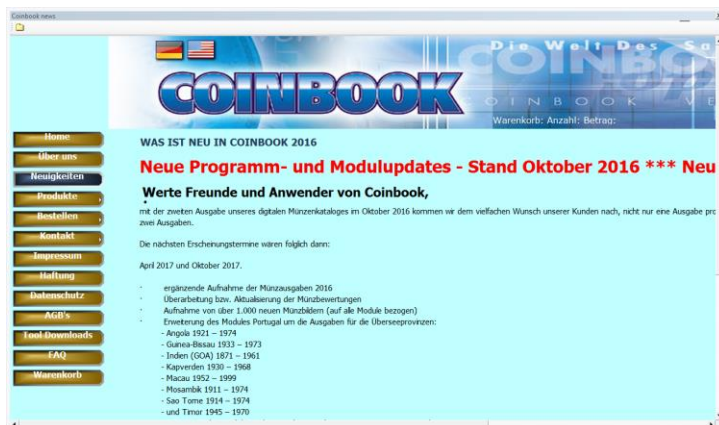 Coinbook news
Die Welt Des Sa
COINBOOK
COINBOOK VE
Warenkorb: Anzahl: Betrag:
Home
Über uns
Neuigkeiten
Produkte
Bestellen
Kontakt
Impressum
Haftung
Datenschutz
AGB's
Tool Downloads
FAQ
Warenkorb
WAS IST NEU IN COINBOOK 2016
Neue Programm- und Modulupdates - Stand Oktober 2016 *** Neu
Werte Freunde und Anwender von Coinbook,
mit der zweiten Ausgabe unseres digitalen Münzenkataloges im Oktober 2016 kommen wir dem vielfachen Wunsch unserer Kunden nach, nicht nur eine Ausgabe pro
zwei Ausgaben.
Die nächsten Erscheinungstermine wären folglich dann:
April 2017 und Oktober 2017.
· ergänzende Aufnahme der Münzausgaben 2016
· Überarbeitung bzw. Aktualisierung der Münzbewertungen
· Aufnahme von über 1.000 neuen Münzbildern (auf alle Module bezogen)
· Erweiterung des Modules Portugal um die Ausgaben für die Überseeprovinzen:
- Angola 1921 – 1974
- Guinea-Bissau 1933 – 1973
- Indien (GOA) 1871 – 1961
- Kapverden 1930 – 1968
- Macau 1952 – 1999
- Mosambik 1911 – 1974
- Sao Tome 1914 – 1974
- und Timor 1945 – 1970